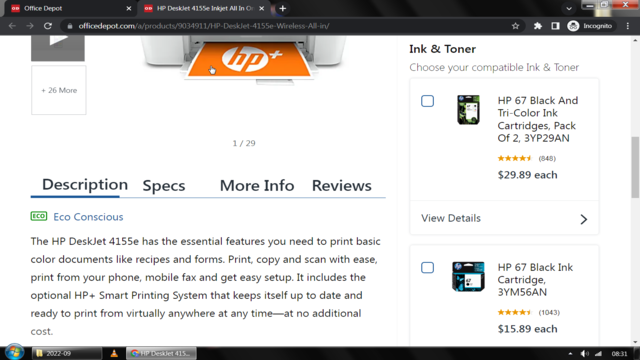 Office Depot
HP DeskJet 4155e Inkjet All In On
Incognito
officedepot.com/a/products/9034911/HP-DeskJet-4155e-Wireless-All-in/
hp+
+ 26 More
1 / 29
Description Specs More Info Reviews
ECO Eco Conscious
The HP DeskJet 4155e has the essential features you need to print basic
color documents like recipes and forms. Print, copy and scan with ease,
print from your phone, mobile fax and get easy setup. It includes the
optional HP+ Smart Printing System that keeps itself up to date and
ready to print from virtually anywhere at any time—at no additional
cost.
Ink & Toner
Choose your compatible Ink & Toner
HP 67 Black And
Tri-Color Ink
Cartridges, Pack
Of 2, 3YP29AN
(848)
$29.89 each
View Details
HP 67 Black Ink
Cartridge,
3YM56AN
(1043)
$15.89 each
2022-09
HP DeskJet 4155...
08:31